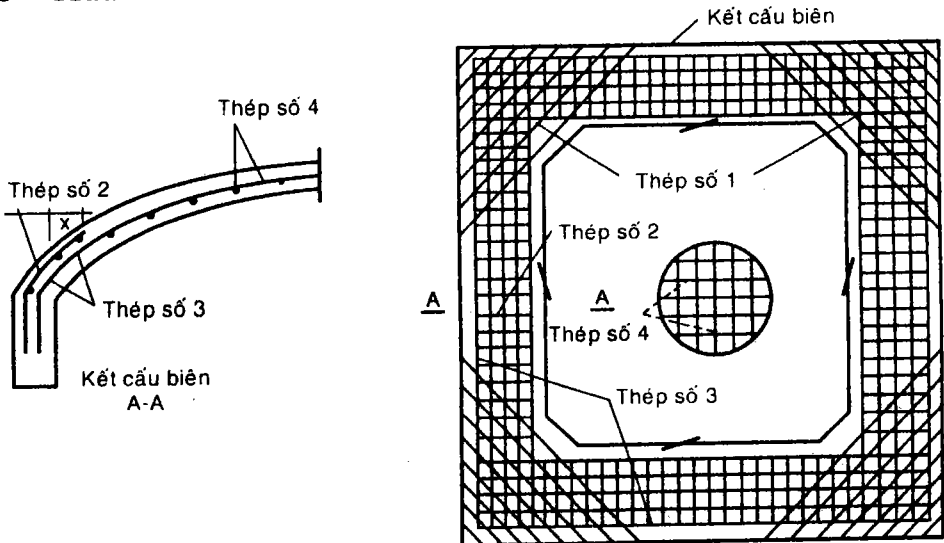 Kết cấu biên
Thép số 4
Thép số 2
x
Thép số 3
Kết cấu biên
A-A
Thép số 1
Thép số 2
A
A
Thép số 4
Thép số 3